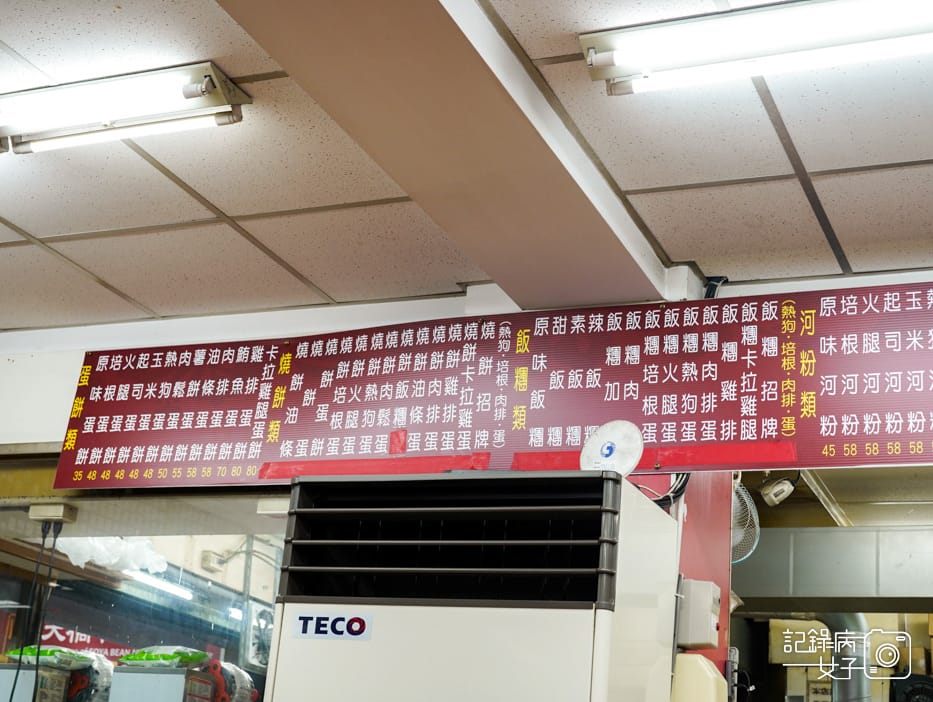 蛋餅類
原味蛋餅 35
培根蛋餅 48
火腿蛋餅 48
起司蛋餅 48
玉米蛋餅 48
熱狗蛋餅 48
肉鬆蛋餅 50
薯餅蛋餅 55
油條蛋餅 58
肉排蛋餅 58
鮪魚蛋餅 70
雞排蛋餅 80
卡拉雞腿蛋餅 80
燒餅類
燒餅油條
燒餅蛋
燒餅蛋餅
燒餅培根蛋
燒餅火腿蛋
燒餅熱狗蛋
燒餅肉鬆蛋
燒餅飯糰
燒餅油條蛋
燒餅肉排蛋
燒餅雞排蛋
燒餅卡拉雞腿蛋
燒餅招牌
(熱狗·培根·肉排·蛋)
飯糰類
原味飯糰
甜飯糰
素飯糰
辣飯糰
飯糰加
飯糰肉
飯糰培根蛋
飯糰火腿蛋
飯糰熱狗蛋
飯糰肉排蛋
飯糰雞排
飯糰卡拉雞腿
飯糰招牌
(熱狗·培根·肉排·蛋)
河粉類
原味河粉 45
培根河粉 58
火腿河粉 58
起司河粉 58
玉米河粉 58
TECO
SOYA BEAN
記錄病女子